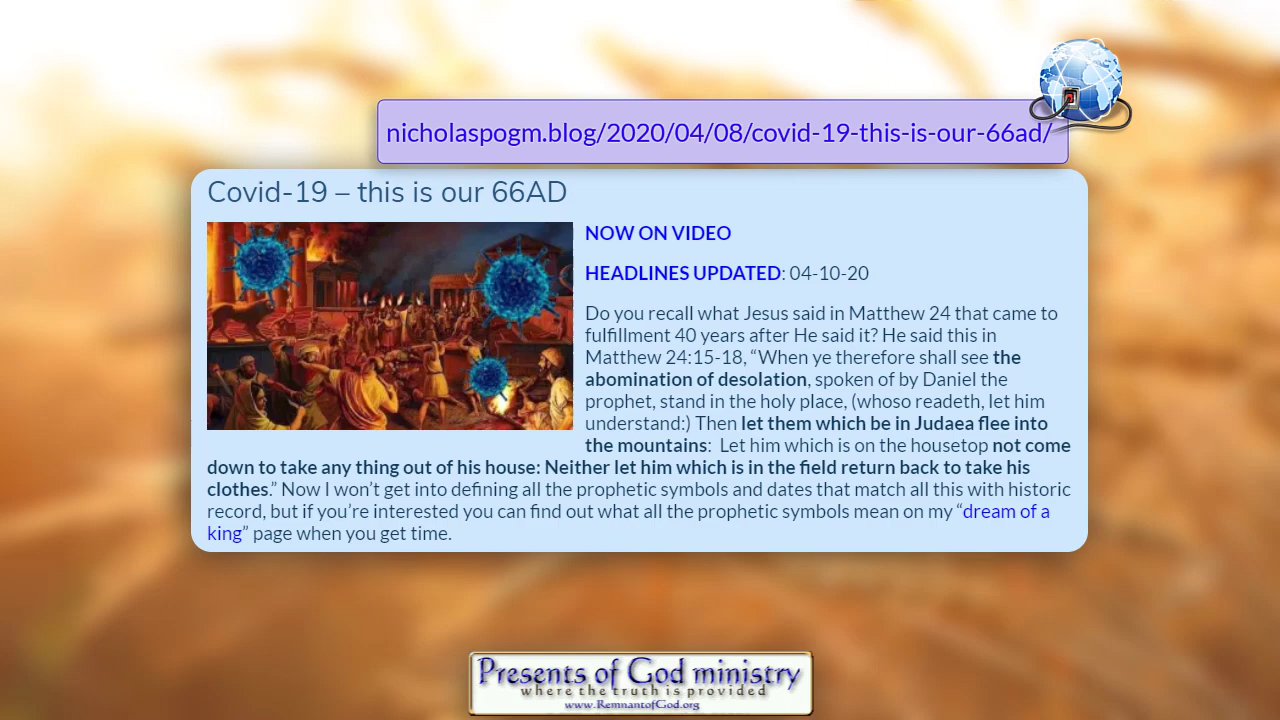 nicholaspogm.blog/2020/04/08/covid-19-this-is-our-66ad/
Covid-19 – this is our 66AD
NOW ON VIDEO
HEADLINES UPDATED: 04-10-20
Do you recall what Jesus said in Matthew 24 that came to
fulfillment 40 years after He said it? He said this in
Matthew 24:15-18, “When ye therefore shall see the
abomination of desolation, spoken of by Daniel the
prophet, stand in the holy place, (whoso readeth, let him
understand:) Then let them which be in Judaea flee into
the mountains:  Let him which is on the housetop not come
down to take any thing out of his house: Neither let him which is in the field return back to take his
clothes.” Now I won’t get into defining all the prophetic symbols and dates that match all this with historic
record, but if you’re interested you can find out what all the prophetic symbols mean on my “dream of a
king” page when you get time.
Presents of God ministry
where the truth is provided
www.RemnantofGod.org